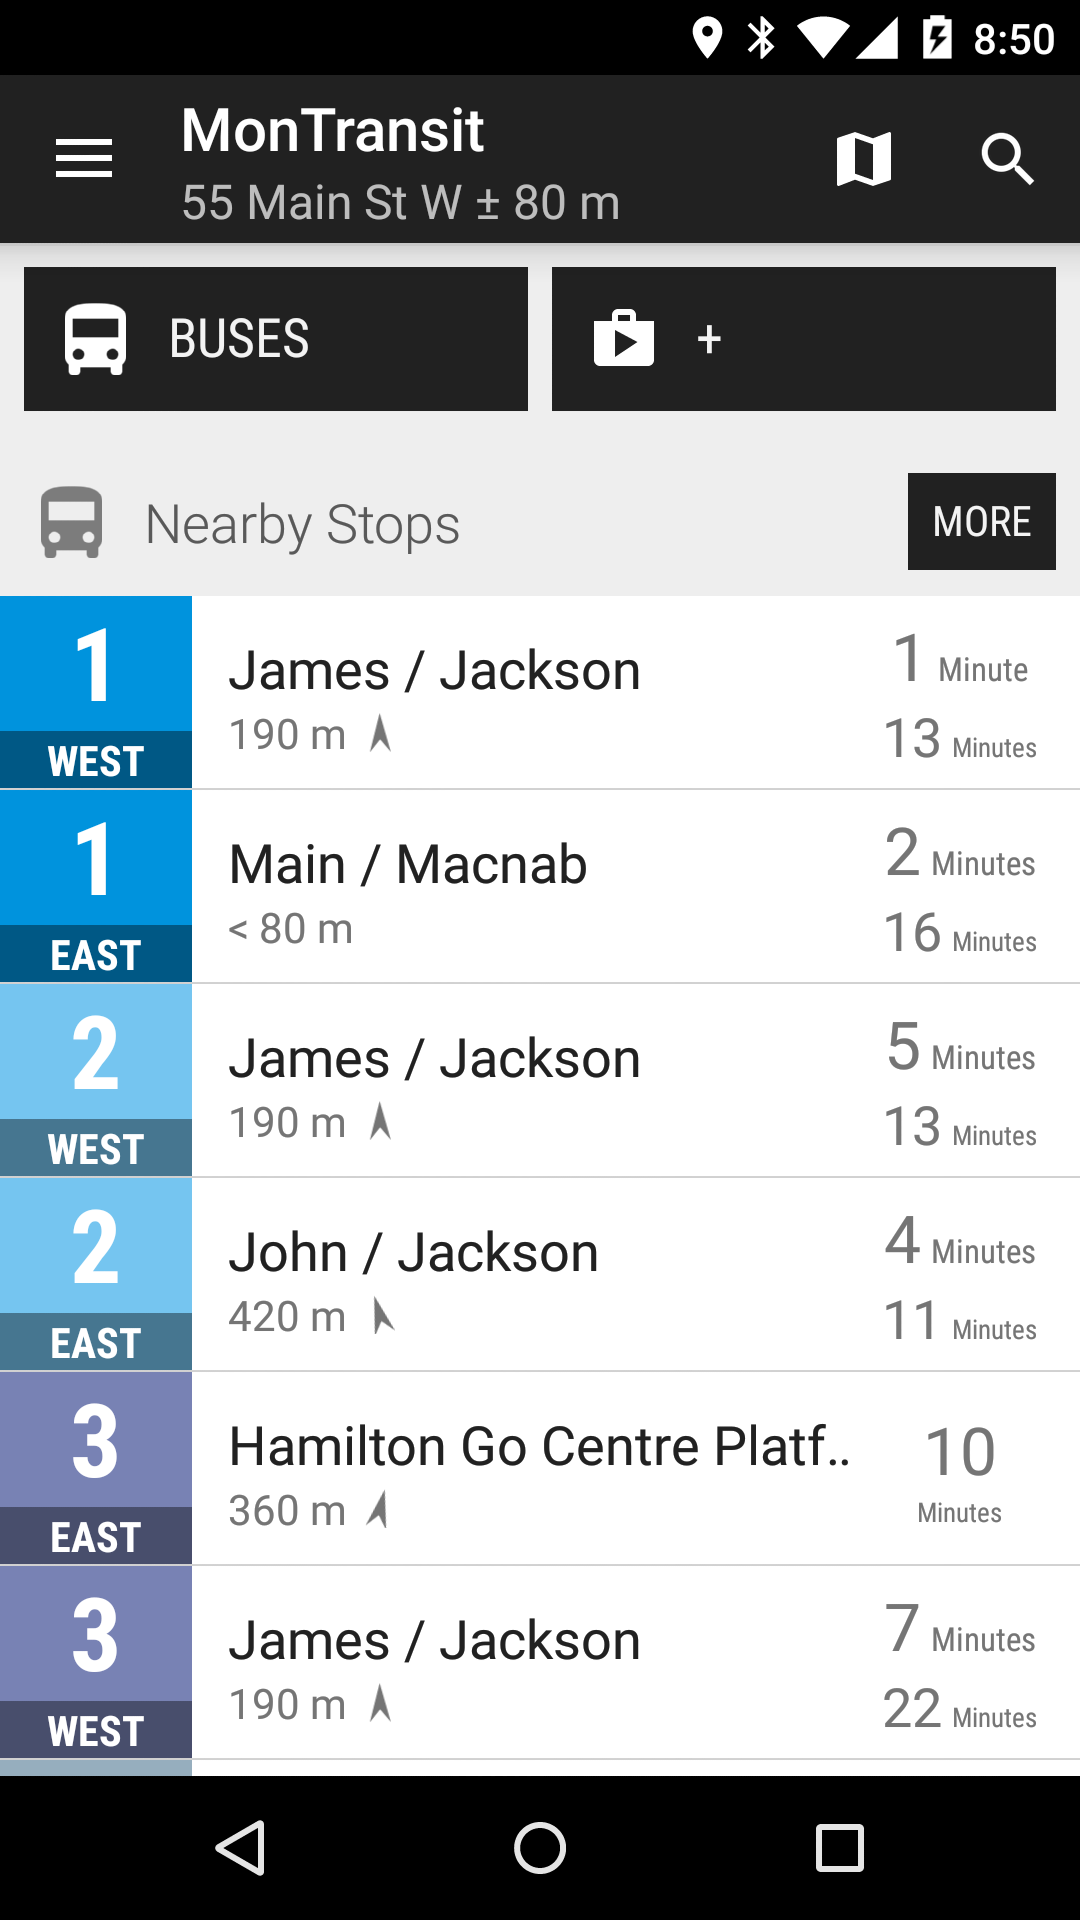 8:50
MonTransit
55 Main St W ± 80 m
BUSES
+
Nearby Stops
MORE
1
WEST
James / Jackson
190 m
1 Minute
13 Minutes
1
EAST
Main / Macnab
< 80 m
2 Minutes
16 Minutes
2
WEST
James / Jackson
190 m
5 Minutes
13 Minutes
2
EAST
John / Jackson
420 m
4 Minutes
11 Minutes
3
EAST
Hamilton Go Centre Platf..
360 m
10
Minutes
3
WEST
James / Jackson
190 m
7 Minutes
22 Minutes